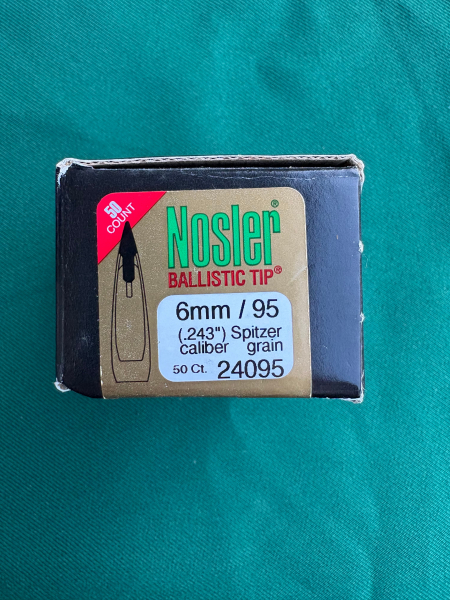 50
COUNT
Nosler®
BALLISTIC TIP®
6mm / 95
(.243") Spitzer
caliber grain
50 Ct. 24095